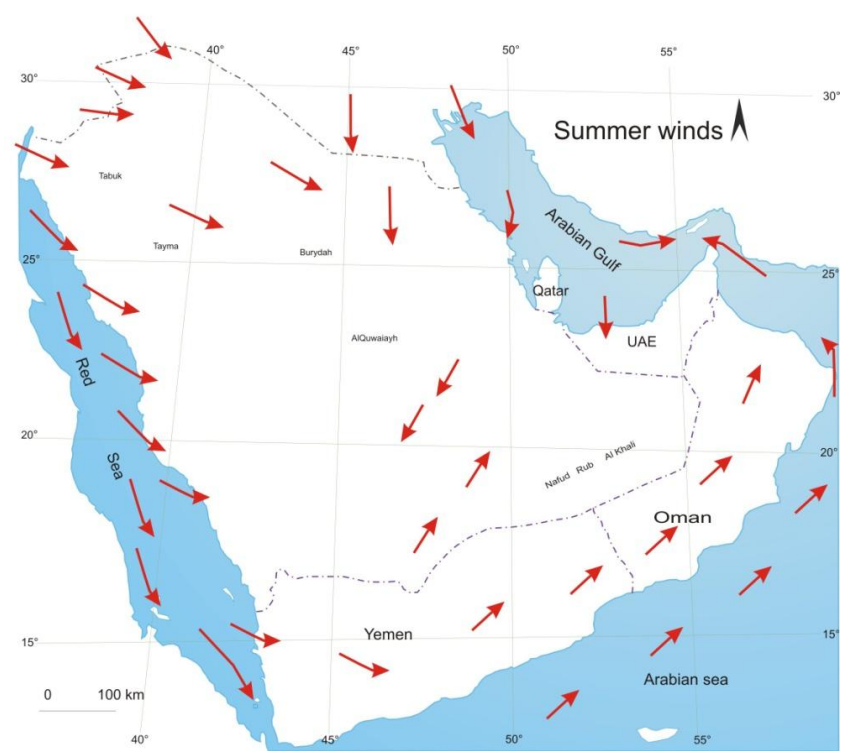 40°
45°
50°
55°
30°
30°
Summer winds
Tabuk
Arabian Gulf
Tayma
Burydah
25°
25°
Qatar
AlQuwaiayh
UAE
Red Sea
20°
20°
Nafud Rub Al Khali
Oman
Yemen
15°
15°
Arabian sea
0 100 km
40°
45°
50°
55°